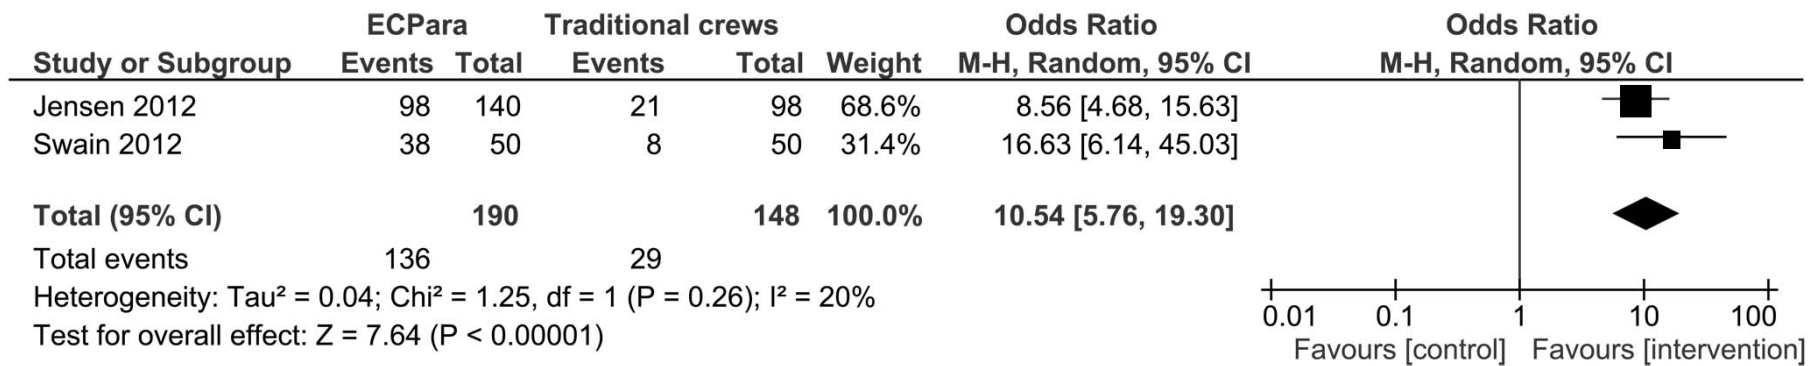 ECPara Traditional crews Odds Ratio Odds Ratio
Study or Subgroup Events Total Events Total Weight M-H, Random, 95% CI M-H, Random, 95% CI
Jensen 2012 98 140 21 98 68.6% 8.56 [4.68, 15.63]
Swain 2012 38 50 8 50 31.4% 16.63 [6.14, 45.03]
Total (95% CI) 190 148 100.0% 10.54 [5.76, 19.30]
Total events 136 29
Heterogeneity: Tau² = 0.04; Chi² = 1.25, df = 1 (P = 0.26); I² = 20%
Test for overall effect: Z = 7.64 (P < 0.00001)
0.01 0.1 1 10 100
Favours [control] Favours [intervention]